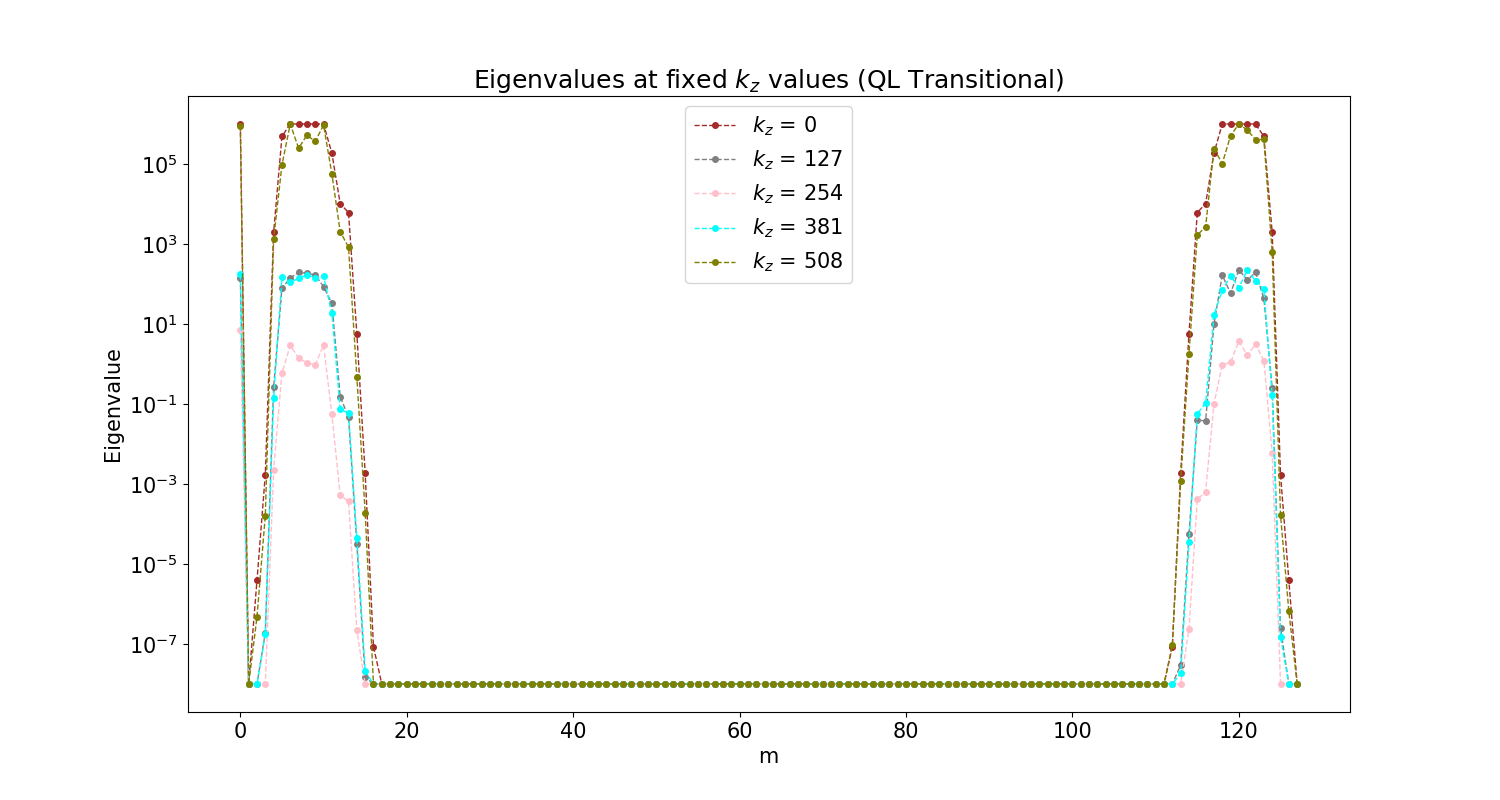 Eigenvalues at fixed $k_z$ values (QL Transitional)
$k_z$ = 0
$k_z$ = 127
$k_z$ = 254
$k_z$ = 381
$k_z$ = 508
Eigenvalue
$10^5$
$10^3$
$10^1$
$10^{-1}$
$10^{-3}$
$10^{-5}$
$10^{-7}$
0 20 40 60 80 100 120
m